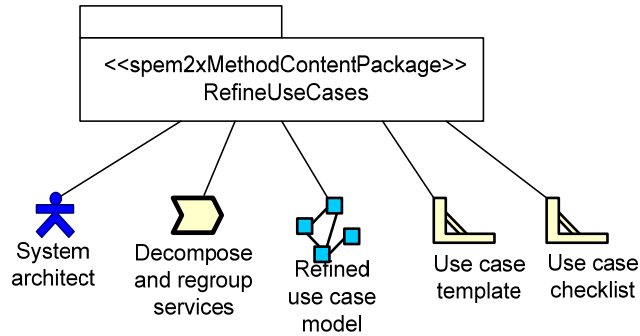 <<spem2xMethodContentPackage>>
RefineUseCases
System
architect
Decompose
and regroup
services
Refined
use case
model
Use case
template
Use case
checklist